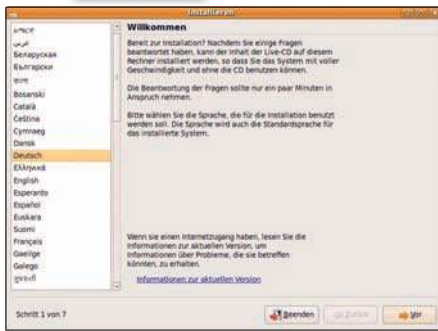 Installieren
አማርኛ
عربي
Беларуская
Български
বাংলা
Bosanski
Català
Čeština
Cymraeg
Dansk
Deutsch
Ελληνικά
English
Esperanto
Español
Euskara
Suomi
Français
Gaeilge
Galego
ગુજરાતી
Willkommen
Bereit zur Installation? Nachdem Sie einige Fragen
beantwortet haben, kann der Inhalt der Live-CD auf diesem
Rechner installiert werden, so dass Sie das System mit voller
Geschwindigkeit und ohne die CD benutzen können.
Die Beantwortung der Fragen sollte nur ein paar Minuten in
Anspruch nehmen.
Bitte wählen Sie die Sprache, die für die Installation benutzt
werden soll. Die Sprache wird auch die Standardsprache für
das installierte System.
Wenn sie einen Internetzugang haben, lesen Sie die
Informationen zur aktuellen Version, um
Informationen über Probleme, die sie betreffen
könnten, zu erhalten.
Informationen zur aktuellen Version
Schritt 1 von 7
Beenden
Zurück
Vor